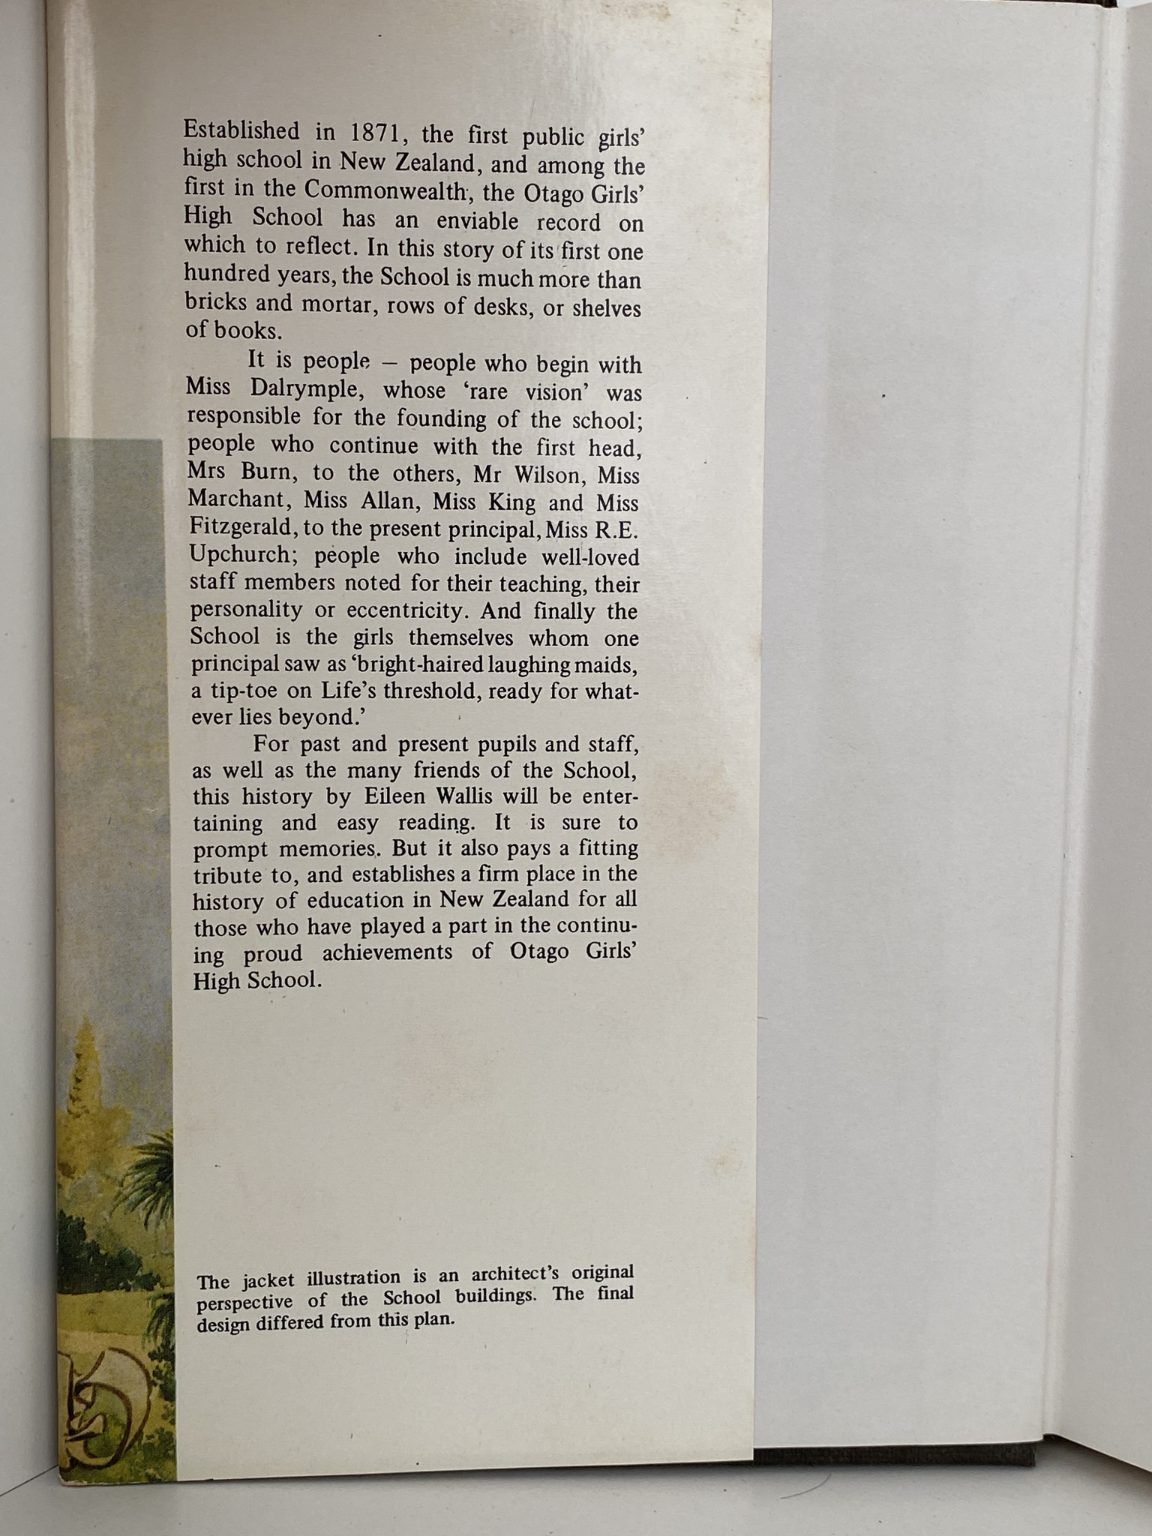 Established in 1871, the first public girls'
high school in New Zealand, and among the
first in the Commonwealth, the Otago Girls'
High School has an enviable record on
which to reflect. In this story of its first one
hundred years, the School is much more than
bricks and mortar, rows of desks, or shelves
of books.
It is people – people who begin with
Miss Dalrymple, whose 'rare vision' was
responsible for the founding of the school;
people who continue with the first head,
Mrs Burn, to the others, Mr Wilson, Miss
Marchant, Miss Allan, Miss King and Miss
Fitzgerald, to the present principal, Miss R.E.
Upchurch; people who include well-loved
staff members noted for their teaching, their
personality or eccentricity. And finally the
School is the girls themselves whom one
principal saw as 'bright-haired laughing maids,
a tip-toe on Life's threshold, ready for what-
ever lies beyond.'
For past and present pupils and staff,
as well as the many friends of the School,
this history by Eileen Wallis will be enter-
taining and easy reading. It is sure to
prompt memories. But it also pays a fitting
tribute to, and establishes a firm place in the
history of education in New Zealand for all
those who have played a part in the continu-
ing proud achievements of Otago Girls'
High School.
The jacket illustration is an architect's original
perspective of the School buildings. The final
design differed from this plan.